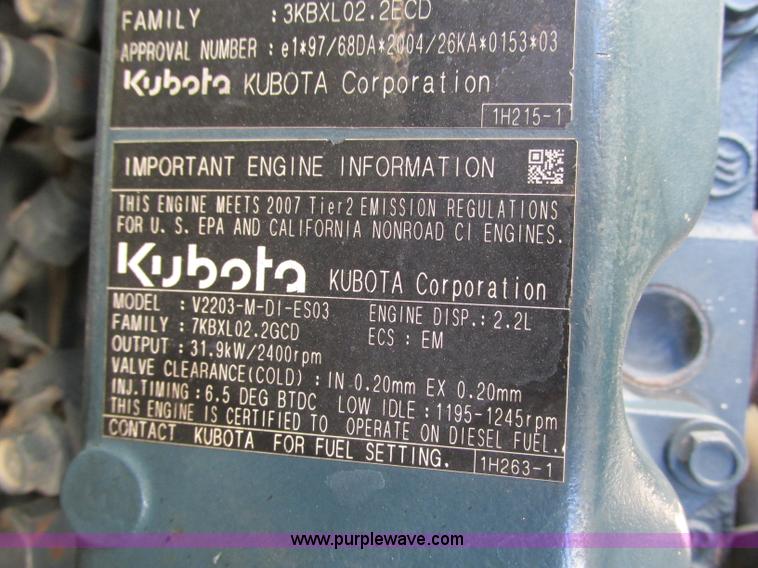 FAMILY : 3KBXL02.2ECD
APPROVAL NUMBER : e1*97/68DA*2004/26KA*0153*03
Kubota KUBOTA Corporation
1H215-1
IMPORTANT ENGINE INFORMATION
THIS ENGINE MEETS 2007 Tier2 EMISSION REGULATIONS
FOR U. S. EPA AND CALIFORNIA NONROAD CI ENGINES.
Kubota KUBOTA Corporation
MODEL : V2203-M-DI-ES03 ENGINE DISP.: 2.2L
FAMILY : 7KBXL02.2GCD ECS : EM
OUTPUT : 31.9kW/2400rpm
VALVE CLEARANCE(COLD) : IN 0.20mm EX 0.20mm
INJ.TIMING: 6.5 DEG BTDC LOW IDLE: 1195-1245rpm
THIS ENGINE IS CERTIFIED TO OPERATE ON DIESEL FUEL.
CONTACT KUBOTA FOR FUEL SETTING. 1H263-1
www.purplewave.com